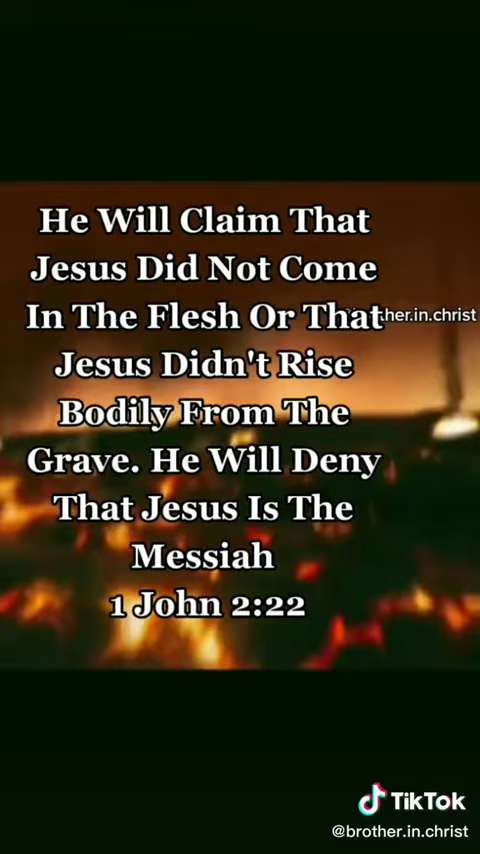 He Will Claim That
Jesus Did Not Come
In The Flesh Or That
her.in.christ
Jesus Didn't Rise
Bodily From The
Grave. He Will Deny
That Jesus Is The
Messiah
1 John 2:22
TikTok
@brother.in.christ